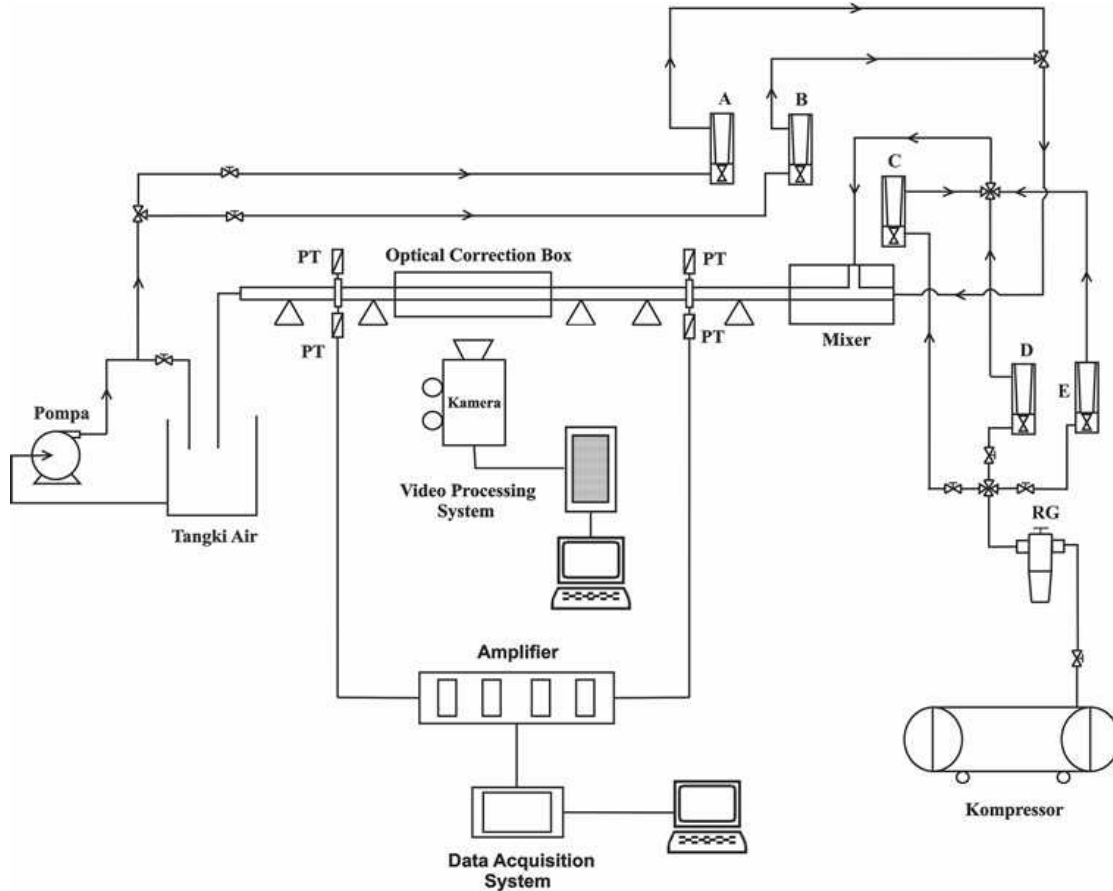 A
B
C
PT
Optical Correction Box
PT
PT
PT
Mixer
D
E
Pompa
Kamera
Video Processing
System
Tangki Air
RG
Amplifier
Kompressor
Data Acquisition
System